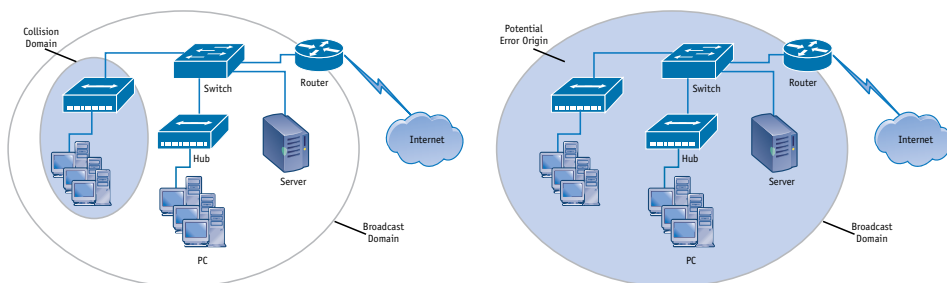 Collision
Domain
Switch
Router
Internet
Hub
Server
PC
Broadcast
Domain
Potential
Error Origin
Switch
Router
Internet
Hub
Server
PC
Broadcast
Domain